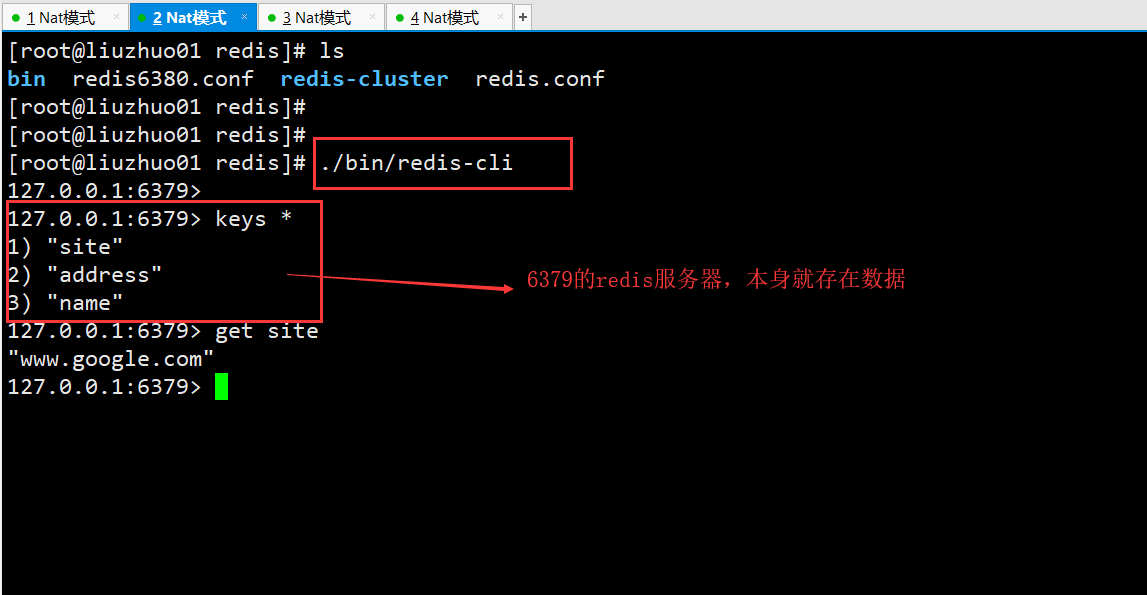 1 Nat模式 × 2 Nat模式 × 3 Nat模式 × 4 Nat模式 × +
[root@liuzhuo01 redis]# ls
bin  redis6380.conf  redis-cluster  redis.conf
[root@liuzhuo01 redis]#
[root@liuzhuo01 redis]#
[root@liuzhuo01 redis]# ./bin/redis-cli
127.0.0.1:6379>
127.0.0.1:6379> keys *
1) "site"
2) "address"
6379的redis服务器，本身就存在数据
3) "name"
127.0.0.1:6379> get site
"www.google.com"
127.0.0.1:6379>